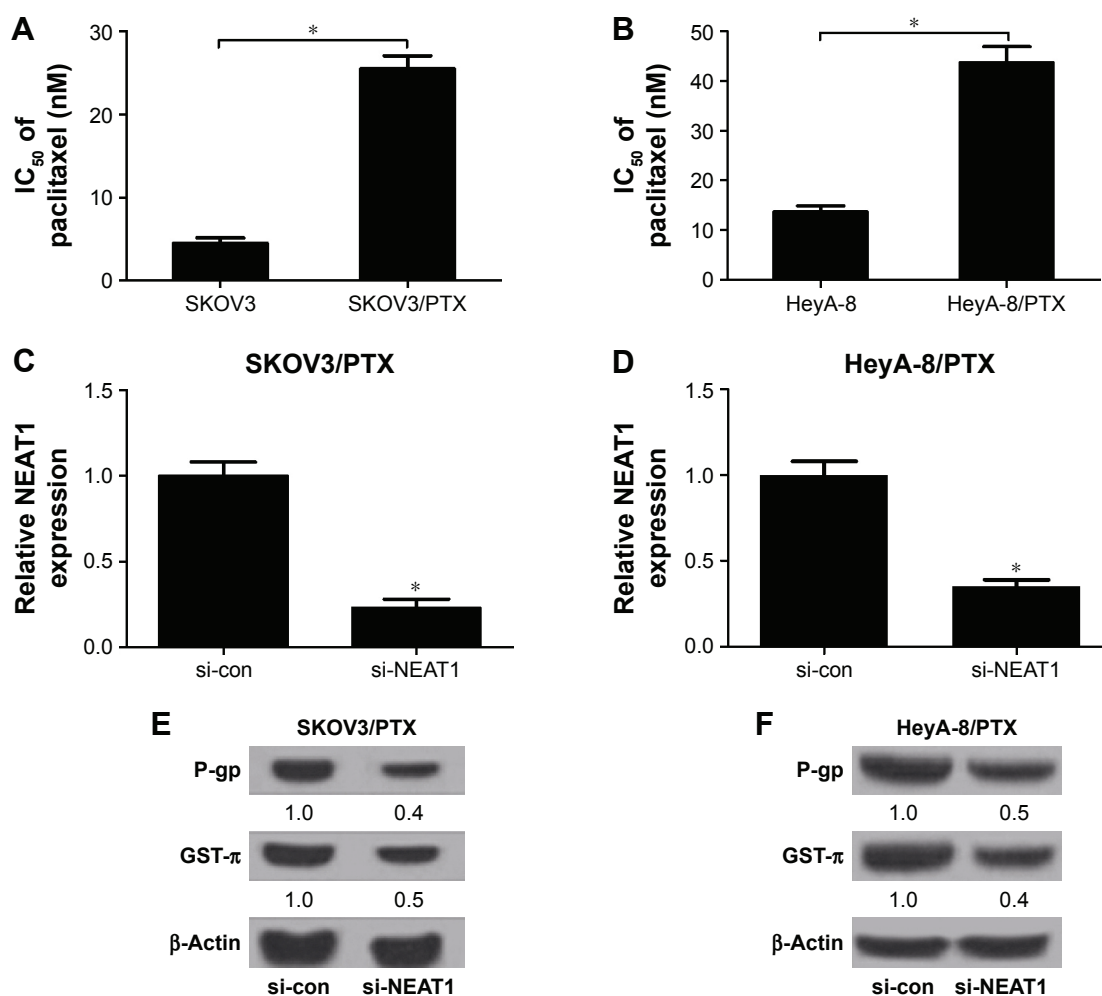 A
IC50 of
paclitaxel (nM)
30
20
10
0
*
SKOV3
SKOV3/PTX
B
IC50 of
paclitaxel (nM)
50
40
30
20
10
0
*
HeyA-8
HeyA-8/PTX
C
SKOV3/PTX
Relative NEAT1
expression
1.5
1.0
0.5
0.0
*
si-con
si-NEAT1
D
HeyA-8/PTX
Relative NEAT1
expression
1.5
1.0
0.5
0.0
*
si-con
si-NEAT1
E
SKOV3/PTX
P-gp
1.0 0.4
GST-π
1.0 0.5
β-Actin
si-con si-NEAT1
F
HeyA-8/PTX
P-gp
1.0 0.5
GST-π
1.0 0.4
β-Actin
si-con si-NEAT1